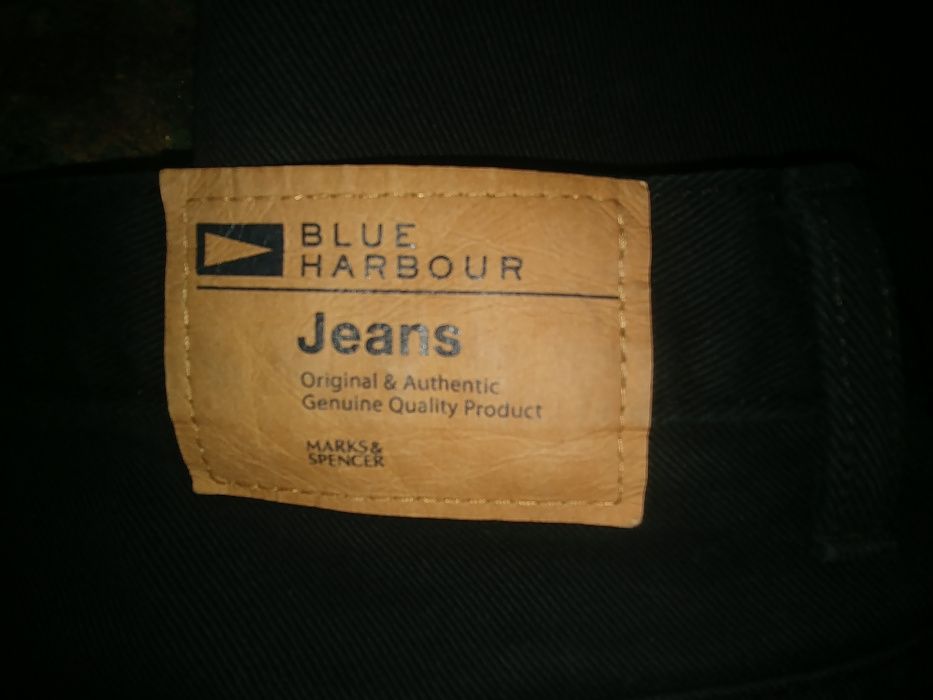 BLUE
HARBOUR
Jeans
Original & Authentic
Genuine Quality Product
MARKS&
SPENCER